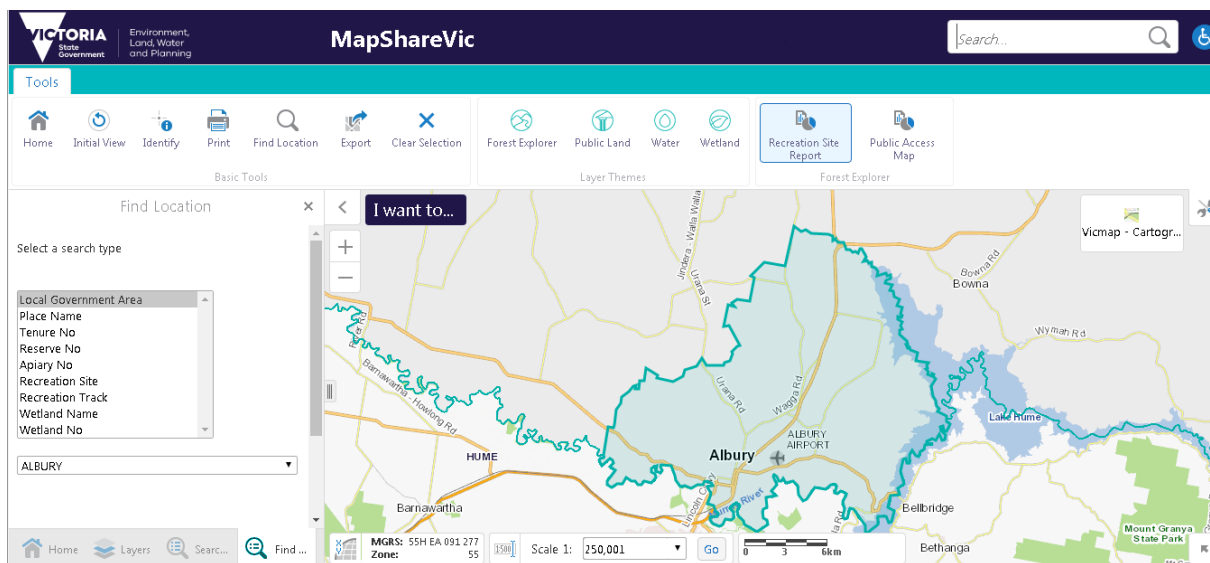 VICTORIA
State
Government
Environment,
Land, Water
and Planning
MapShareVic
Search...
Tools
Home
Initial View
Identify
Print
Find Location
Export
Clear Selection
Forest Explorer
Public Land
Water
Wetland
Recreation Site
Report
Public Access
Map
Basic Tools
Layer Themes
Forest Explorer
Find Location
I want to...
Vicmap - Cartogr...
Select a search type
Local Government Area
Place Name
Tenure No
Reserve No
Apiary No
Recreation Site
Recreation Track
Wetland Name
Wetland No
ALBURY
Home
Layers
Searc...
Find ...
Jindera - Walla Walla
Urana St
Bowna Rd
Bowna
Wymah Rd
Barnawartha - Howlong Rd
Urana Rd
Wagga Rd
Lake Hume
ALBURY
AIRPORT
Albury
HUME
Lincoln
River
Barnawartha
Bellbridge
Bethanga
Mount Granya
State Park
MGRS: 55H EA 091 277
Zone: 55
1:500
Scale 1: 250,001
Go
0 3 6km